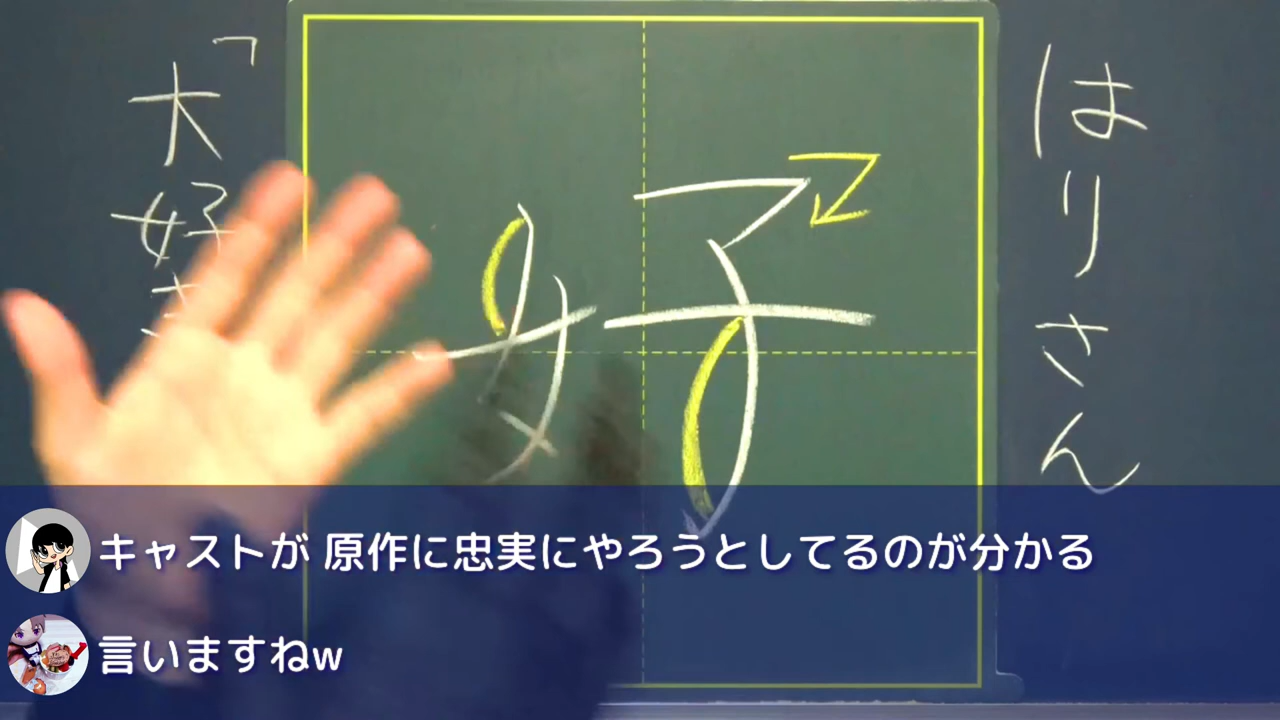 はりさん
好
「大好き
キャストが 原作に忠実にやろうとしてるのが分かる
言いますねw